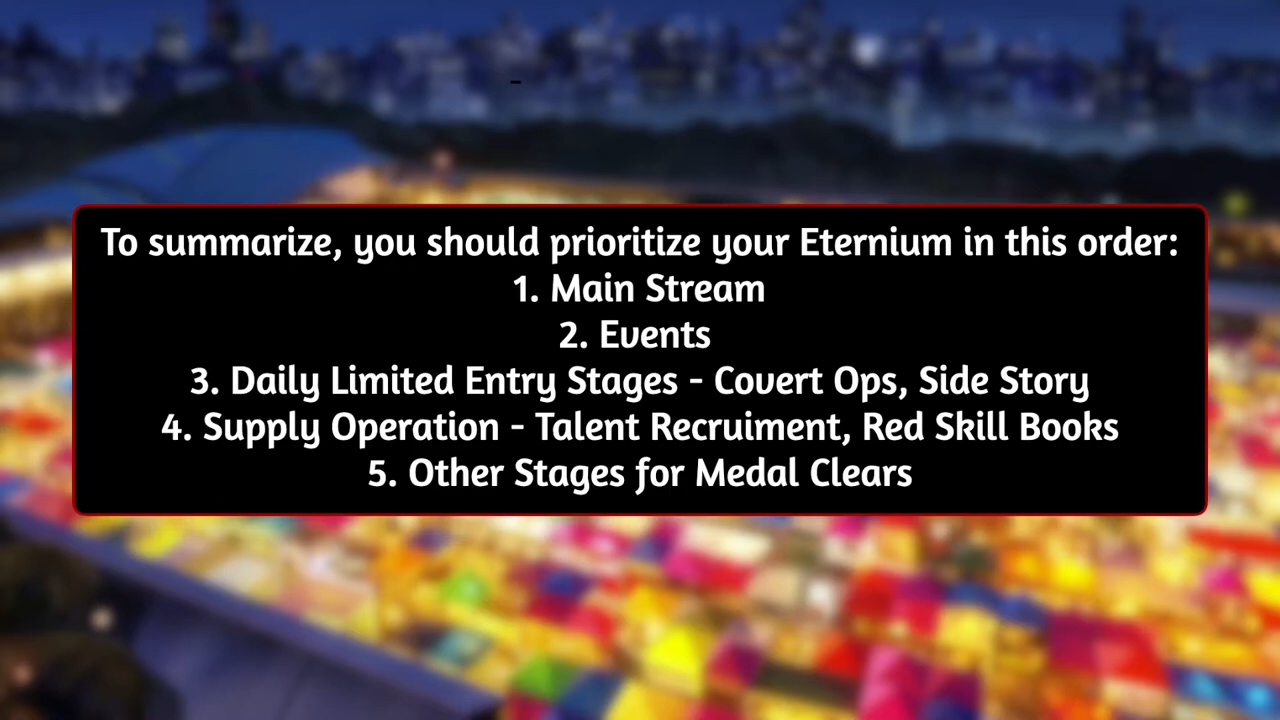 -
To summarize, you should prioritize your Eternium in this order:
1. Main Stream
2. Events
3. Daily Limited Entry Stages - Covert Ops, Side Story
4. Supply Operation - Talent Recruiment, Red Skill Books
5. Other Stages for Medal Clears